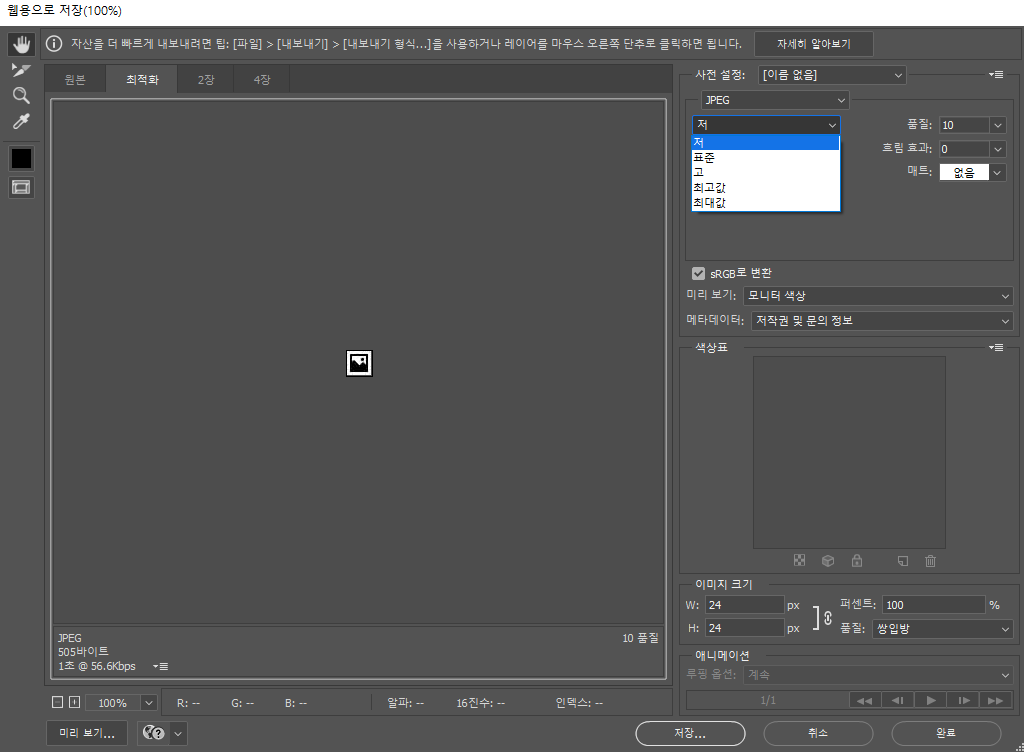 웹용으로 저장(100%)
자산을 더 빠르게 내보내려면 팁: [파일] > [내보내기] > [내보내기 형식...]을 사용하거나 레이어를 마우스 오른쪽 단추로 클릭하면 됩니다.
자세히 알아보기
원본
최적화
2장
4장
사전 설정:
[이름 없음]
JPEG
저
품질:
10
저
표준
고
최고값
최대값
흐림 효과:
0
매트:
없음
sRGB로 변환
미리 보기:
모니터 색상
메타데이터:
저작권 및 문의 정보
색상표
이미지 크기
W:
24
px
퍼센트:
100
%
H:
24
px
품질:
쌍입방
JPEG
10 품질
505바이트
1초 @ 56.6Kbps
애니메이션
루핑 옵션:
계속
1/1
100%
R: --
G: --
B: --
알파: --
16진수: --
인덱스: --
미리 보기...
저장...
취소
완료